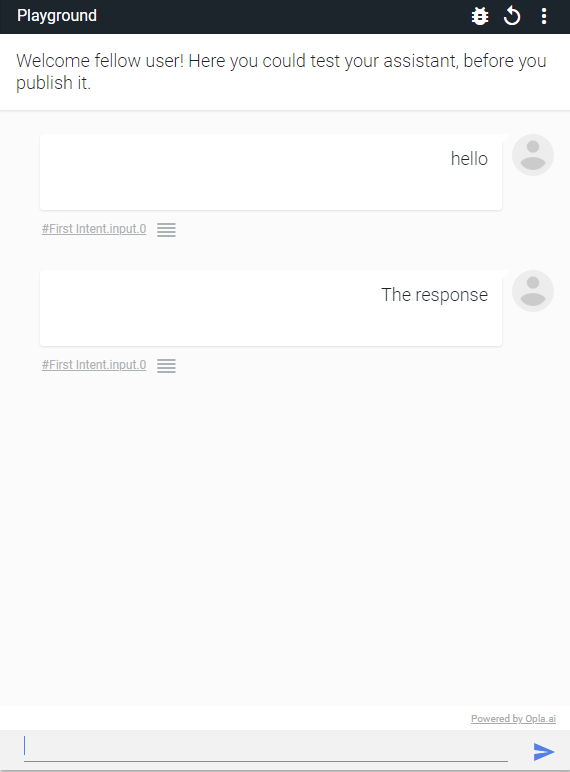 Playground
Welcome fellow user! Here you could test your assistant, before you
publish it.
hello
#First Intent.input.0
The response
#First Intent.input.0
Powered by Opla.ai